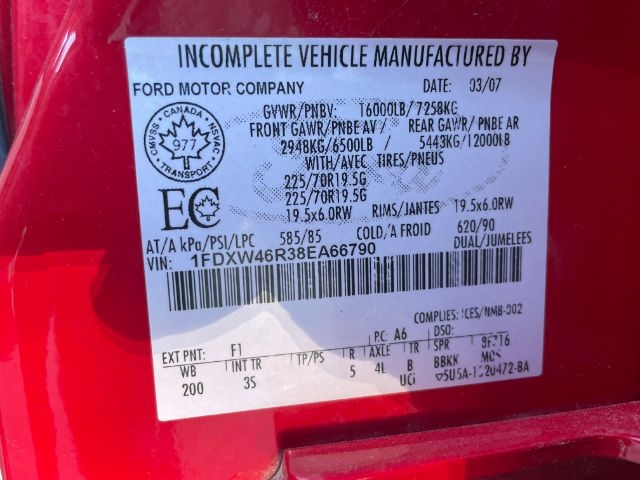 INCOMPLETE VEHICLE MANUFACTURED BY
FORD MOTOR COMPANY DATE: 03/07
GVWR/PNBV: 16000LB/7258KG
FRONT GAWR/PNBE AV / REAR GAWR/PNBE AR
2948KG/6500LB / 5443KG/12000LB
WITH/AVEC TIRES/PNEUS
225/70R19.5G
225/70R19.5G
19.5x6.0RW RIMS/JANTES 19.5x6.0RW
AT/A kPa/PSI/LPC 585/85 COLD/A FROID 620/90
DUAL/JUMELEES
CMVSS CANADA NSVAC
977
TRANSPORT
EC
VIN: 1FDXW46R38EA66790
COMPLIES: ICES/NMB-002
EXT PNT: F1 PC: A6 DSO:
WB INT TR TP/PS R AXLE TR SPR
200 3S 5 4L B BBKK
UCI